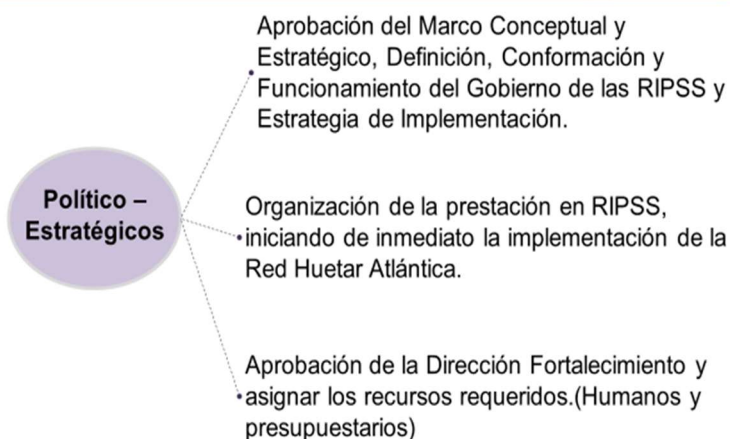 Aprobación del Marco Conceptual y
Estratégico, Definición, Conformación y
Funcionamiento del Gobierno de las RIPSS y
Estrategia de Implementación.
Político –
Estratégicos
Organización de la prestación en RIPSS,
iniciando de inmediato la implementación de la
Red Huetar Atlántica.
Aprobación de la Dirección Fortalecimiento y
asignar los recursos requeridos.(Humanos y
presupuestarios)